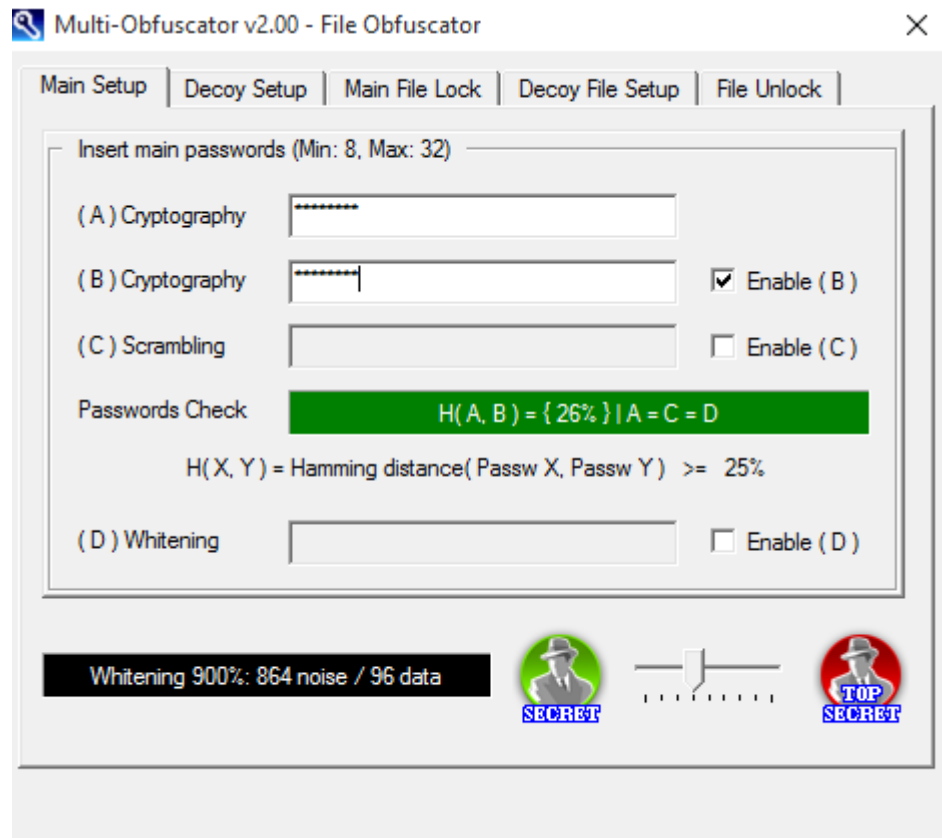 Multi-Obfuscator v2.00 - File Obfuscator
Main Setup Decoy Setup Main File Lock Decoy File Setup File Unlock
Insert main passwords (Min: 8, Max: 32)
( A ) Cryptography ********
( B ) Cryptography ******** Enable ( B )
( C ) Scrambling Enable ( C )
Passwords Check H( A, B ) = { 26% } | A = C = D
H( X, Y ) = Hamming distance( Passw X, Passw Y ) >= 25%
( D ) Whitening Enable ( D )
Whitening 900%: 864 noise / 96 data
SECRET
TOP SECRET